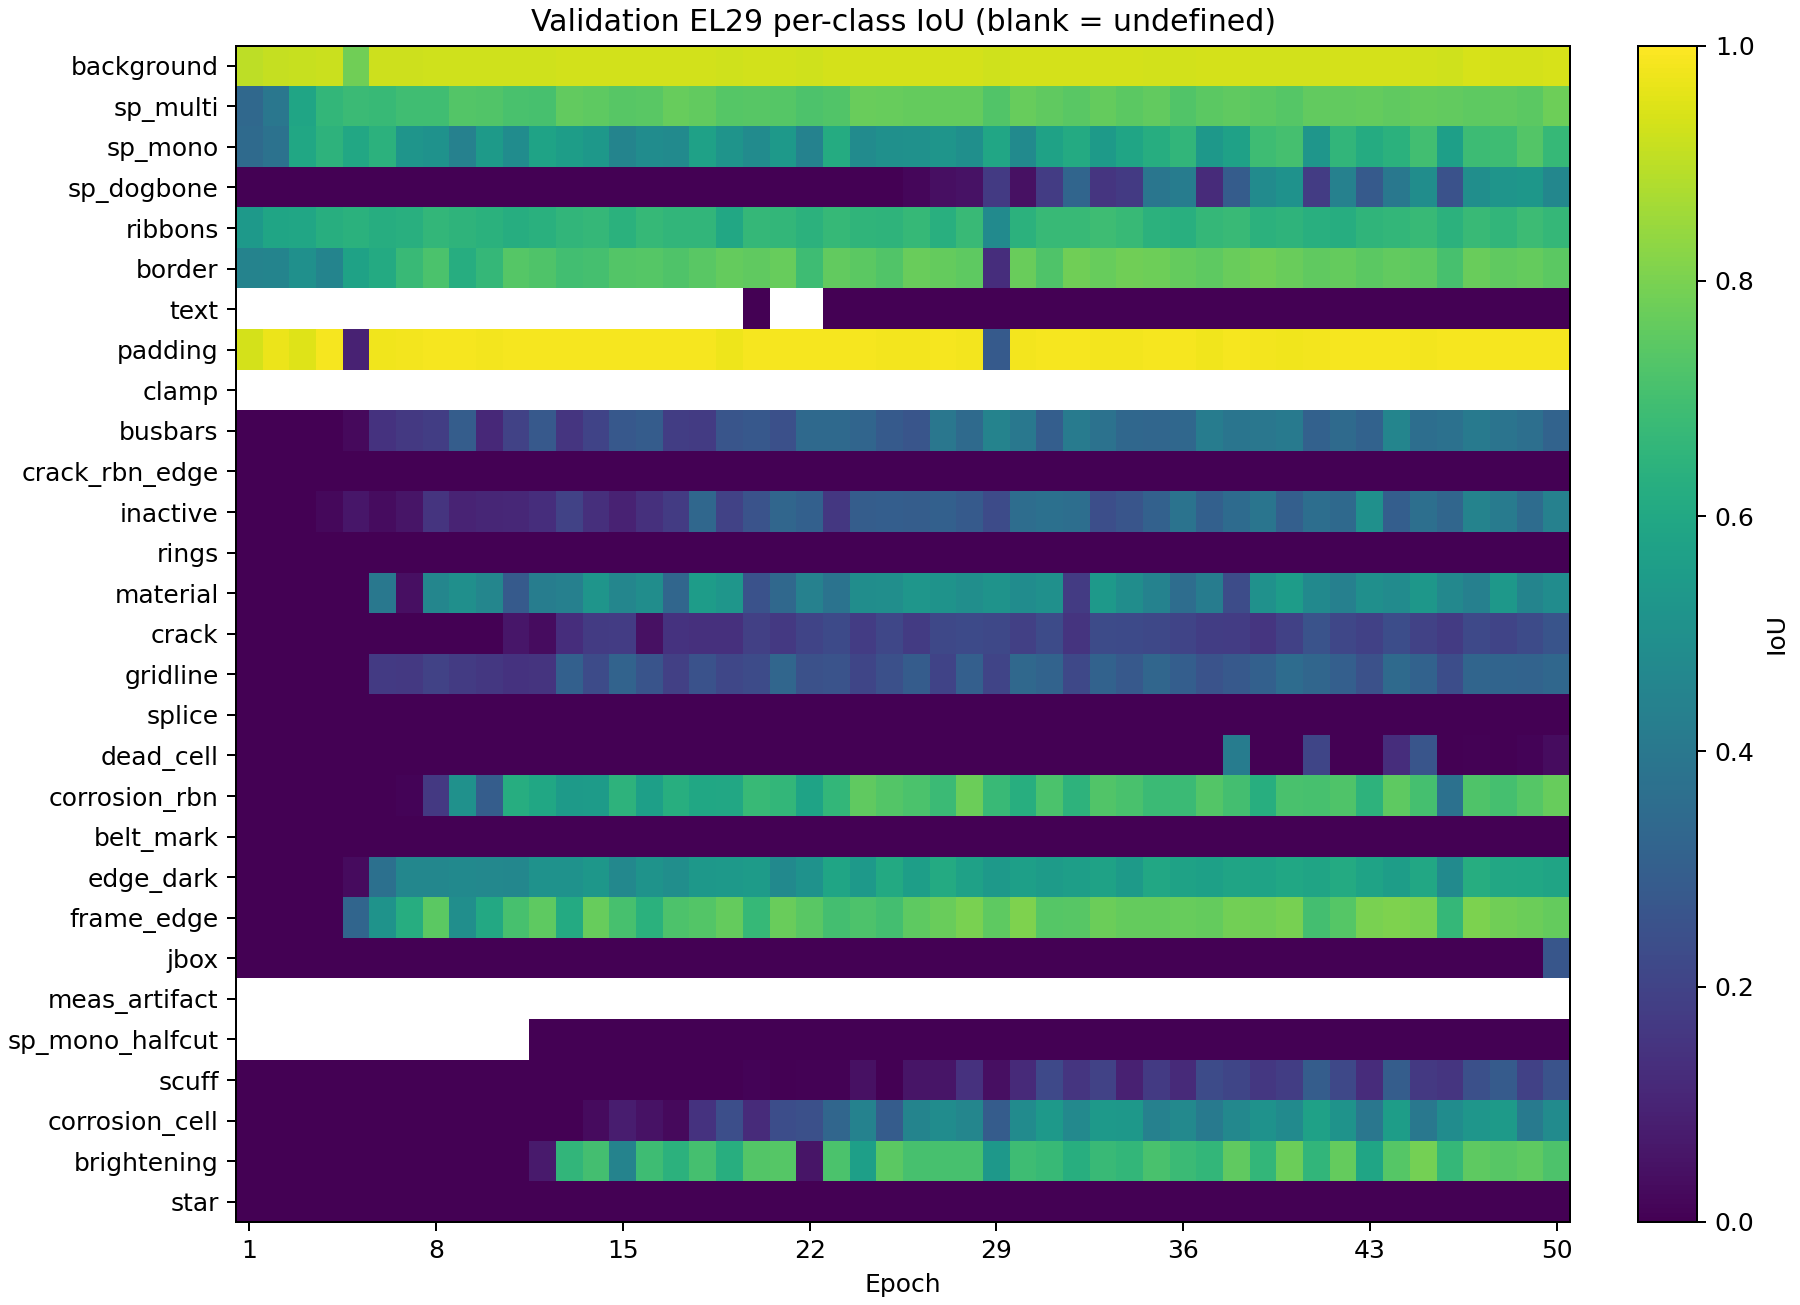 Validation EL29 per-class IoU (blank = undefined)
background
sp_multi
sp_mono
sp_dogbone
ribbons
border
text
padding
clamp
busbars
crack_rbn_edge
inactive
rings
material
crack
gridline
splice
dead_cell
corrosion_rbn
belt_mark
edge_dark
frame_edge
jbox
meas_artifact
sp_mono_halfcut
scuff
corrosion_cell
brightening
star
1 8 15 22 29 36 43 50
Epoch
1.0
0.8
0.6
0.4
0.2
0.0
IoU